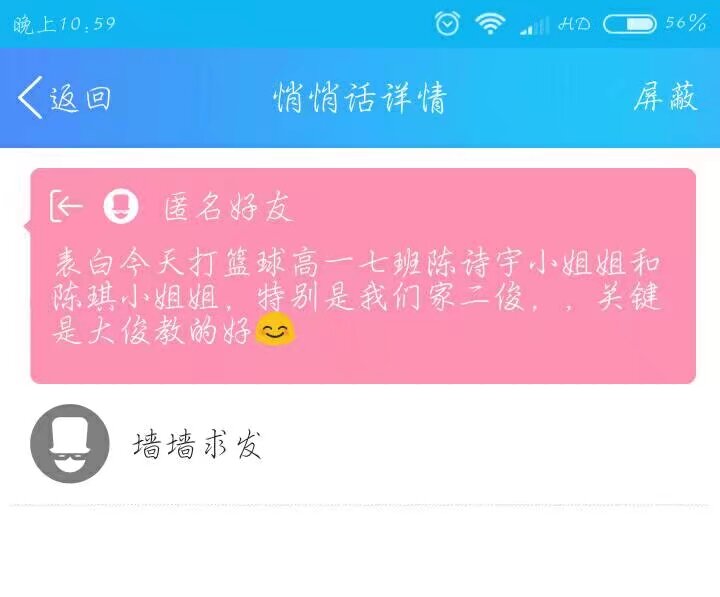 晚上10:59 HD 56%
返回 悄悄话详情 屏蔽
匿名好友
表白今天打篮球高一七班陈诗宇小姐姐和
陈琪小姐姐，特别是我们家二俊，，关键
是大俊教的好😊
墙墙求发